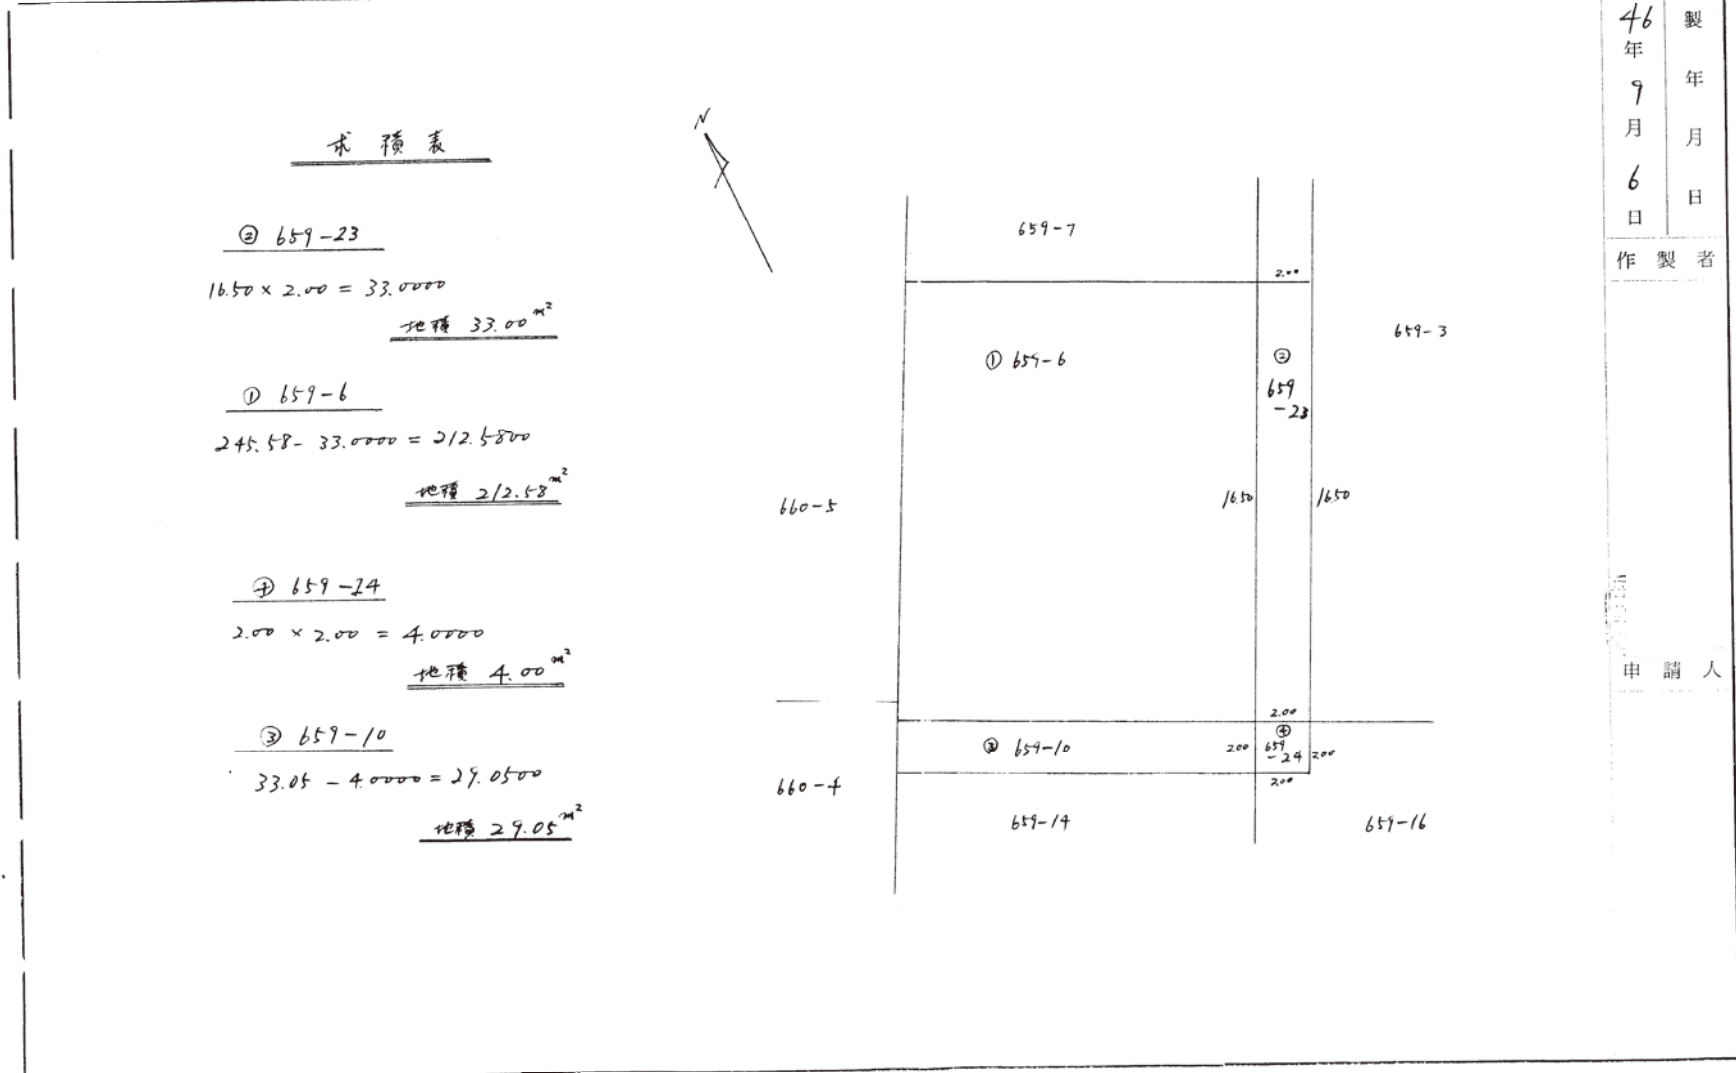 求積表
② 659-23
16.50 × 2.00 = 33.0000
地積 33.00m²
① 659-6
245.58 - 33.0000 = 212.5800
地積 212.58m²
④ 659-24
2.00 × 2.00 = 4.0000
地積 4.00m²
③ 659-10
33.05 - 4.0000 = 29.0500
地積 29.05m²
N
659-7
2.00
659-3
① 659-6
②
659
-23
660-5
16.50
16.50
2.00
③ 659-10
2.00
④
659
-24
2.00
2.00
660-4
659-14
659-16
製年月日
46年9月6日
作製者
申請人